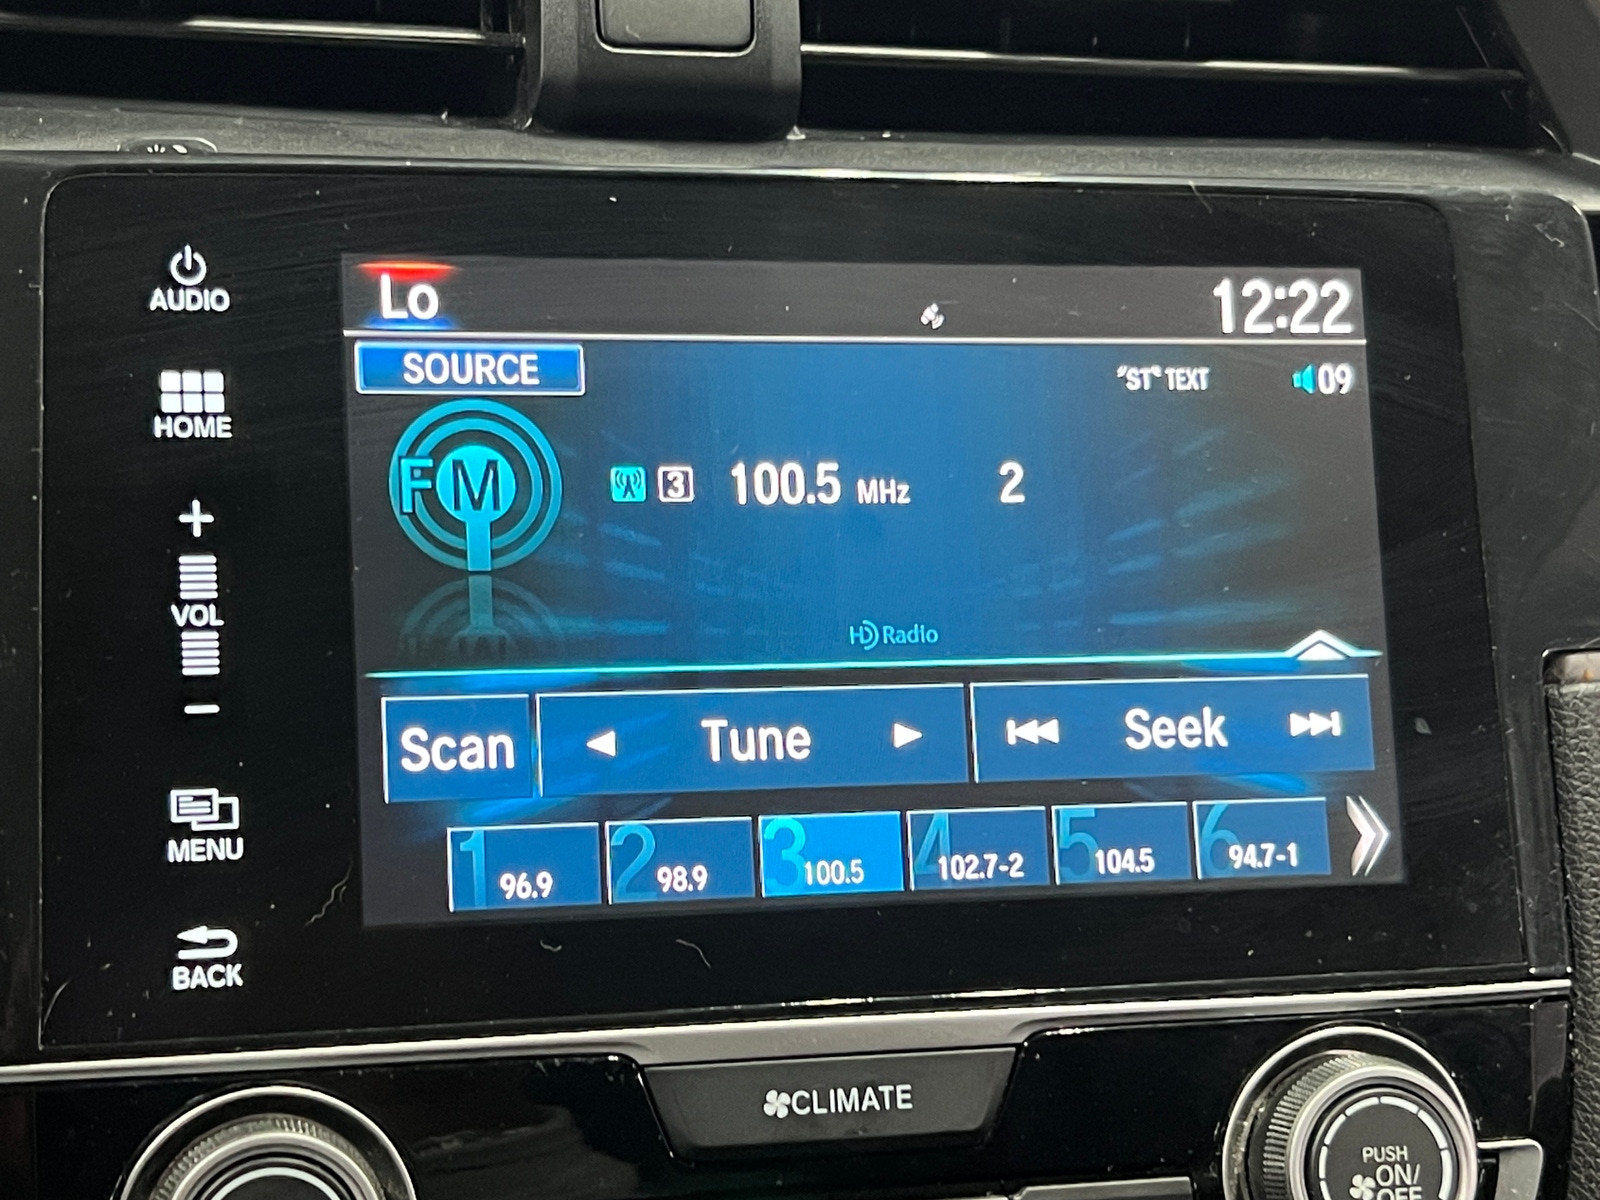 AUDIO
HOME
+
VOL
−
MENU
BACK
Lo
12:22
SOURCE
"ST" TEXT
09
FM
3 100.5 MHz 2
HD Radio
Scan
Tune
Seek
1 96.9
2 98.9
3 100.5
4 102.7-2
5 104.5
6 94.7-1
CLIMATE
PUSH
ON/
OFF